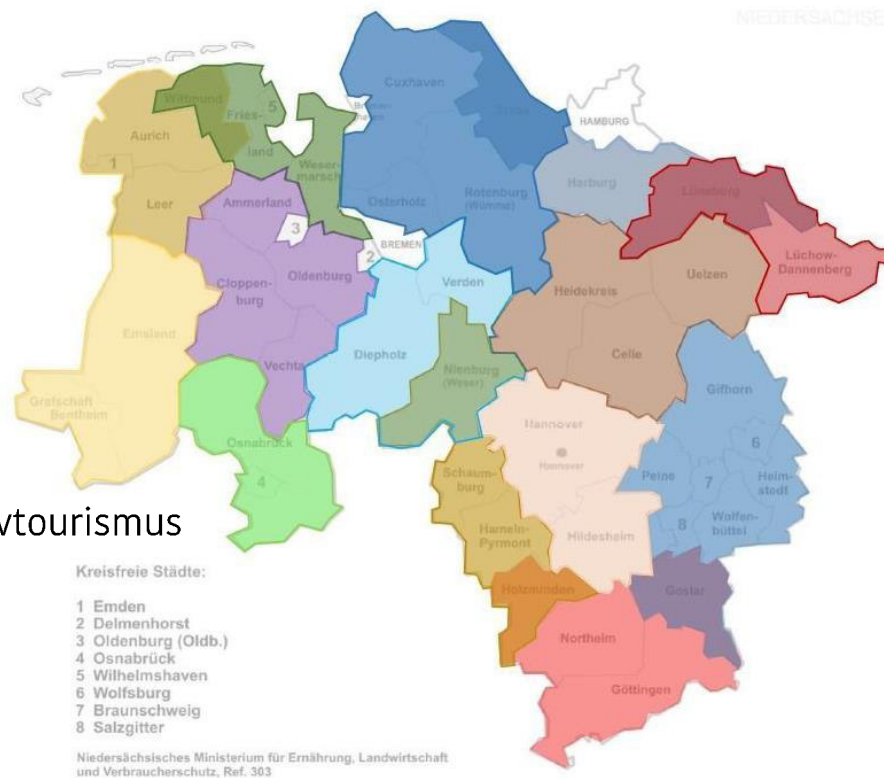 NIEDERSACHSE
Cuxhaven
Wittmund
Fries-
land
5
Aurich
1
HAMBURG
Weser-
marsch
Harburg
Lüneburg
Leer
Ammerland
Osterholz
Rotenburg
(Wümme)
3
BREMEN
2
Lüchow-
Dannenberg
Cloppen-
burg
Oldenburg
Verden
Heidekreis
Uelzen
Emsland
Diepholz
Celle
Vechta
Nienburg
(Weser)
Gifhorn
Grafschaft
Bentheim
Osnabrück
4
Hannover
Hannover
6
Schaum-
burg
Peine
7
Helm-
stedt
Hameln-
Pyrmont
8
Wolfen-
büttel
Hildesheim
vtourismus
Holzminden
Goslar
Northeim
Göttingen
Kreisfreie Städte:
1 Emden
2 Delmenhorst
3 Oldenburg (Oldb.)
4 Osnabrück
5 Wilhelmshaven
6 Wolfsburg
7 Braunschweig
8 Salzgitter
Niedersächsisches Ministerium für Ernährung, Landwirtschaft
und Verbraucherschutz, Ref. 303